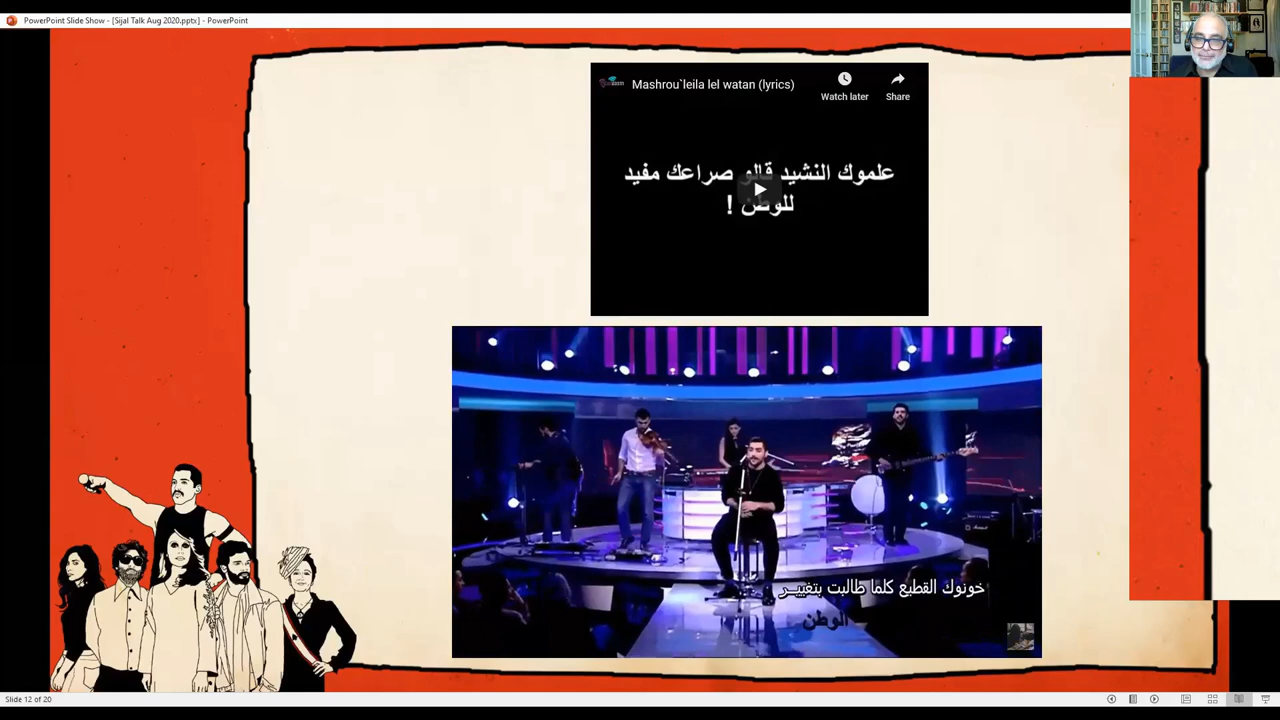 PowerPoint Slide Show - [Sijal Talk Aug 2020.pptx] - PowerPoint
Mashrou`leila lel watan (lyrics)
Watch later
Share
علموك النشيد قالو صراعك مفيد
للوطن !
خونوك القطيع كلما طالبت بتغييـر
الوطن
Slide 12 of 20